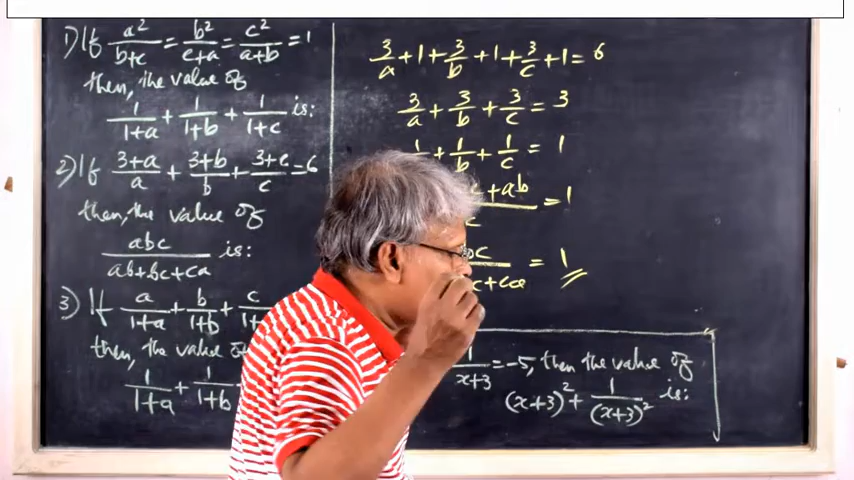 1) If a²/(b+c) = b²/(c+a) = c²/(a+b) = 1
then, the value of
1/(1+a) + 1/(1+b) + 1/(1+c) is:
2) If (3+a)/a + (3+b)/b + (3+c)/c = 6
then, the value of
abc/(ab+bc+ca) is:
3) If a/(1+a) + b/(1+b) + c/
then, the value of
1/(1+a) + 1/(1+b)
3/a + 1 + 3/b + 1 + 3/c + 1 = 6
3/a + 3/b + 3/c = 3
+ 1/b + 1/c = 1
+ab = 1
c
= 1
+ca
1/(x+3) = -5, then the value of
(x+3)² + 1/(x+3)² is: